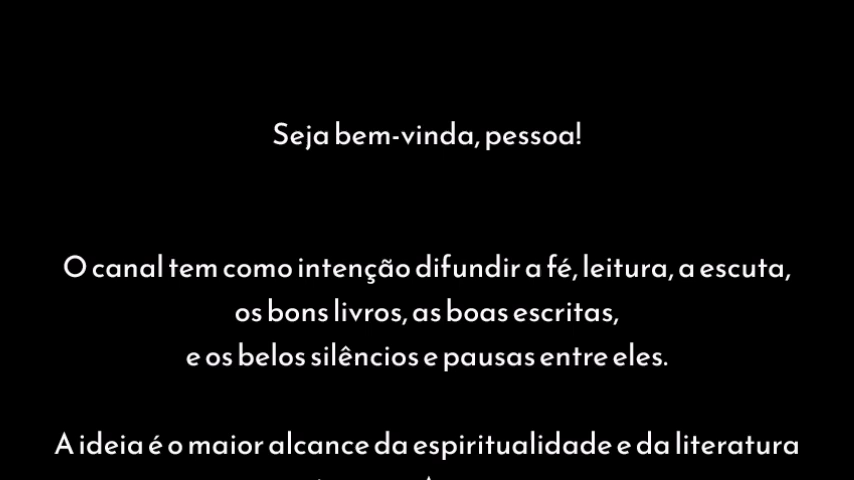 Seja bem-vinda, pessoa!
O canal tem como intenção difundir a fé, leitura, a escuta,
os bons livros, as boas escritas,
e os belos silêncios e pausas entre eles.
A ideia é o maior alcance da espiritualidade e da literatura